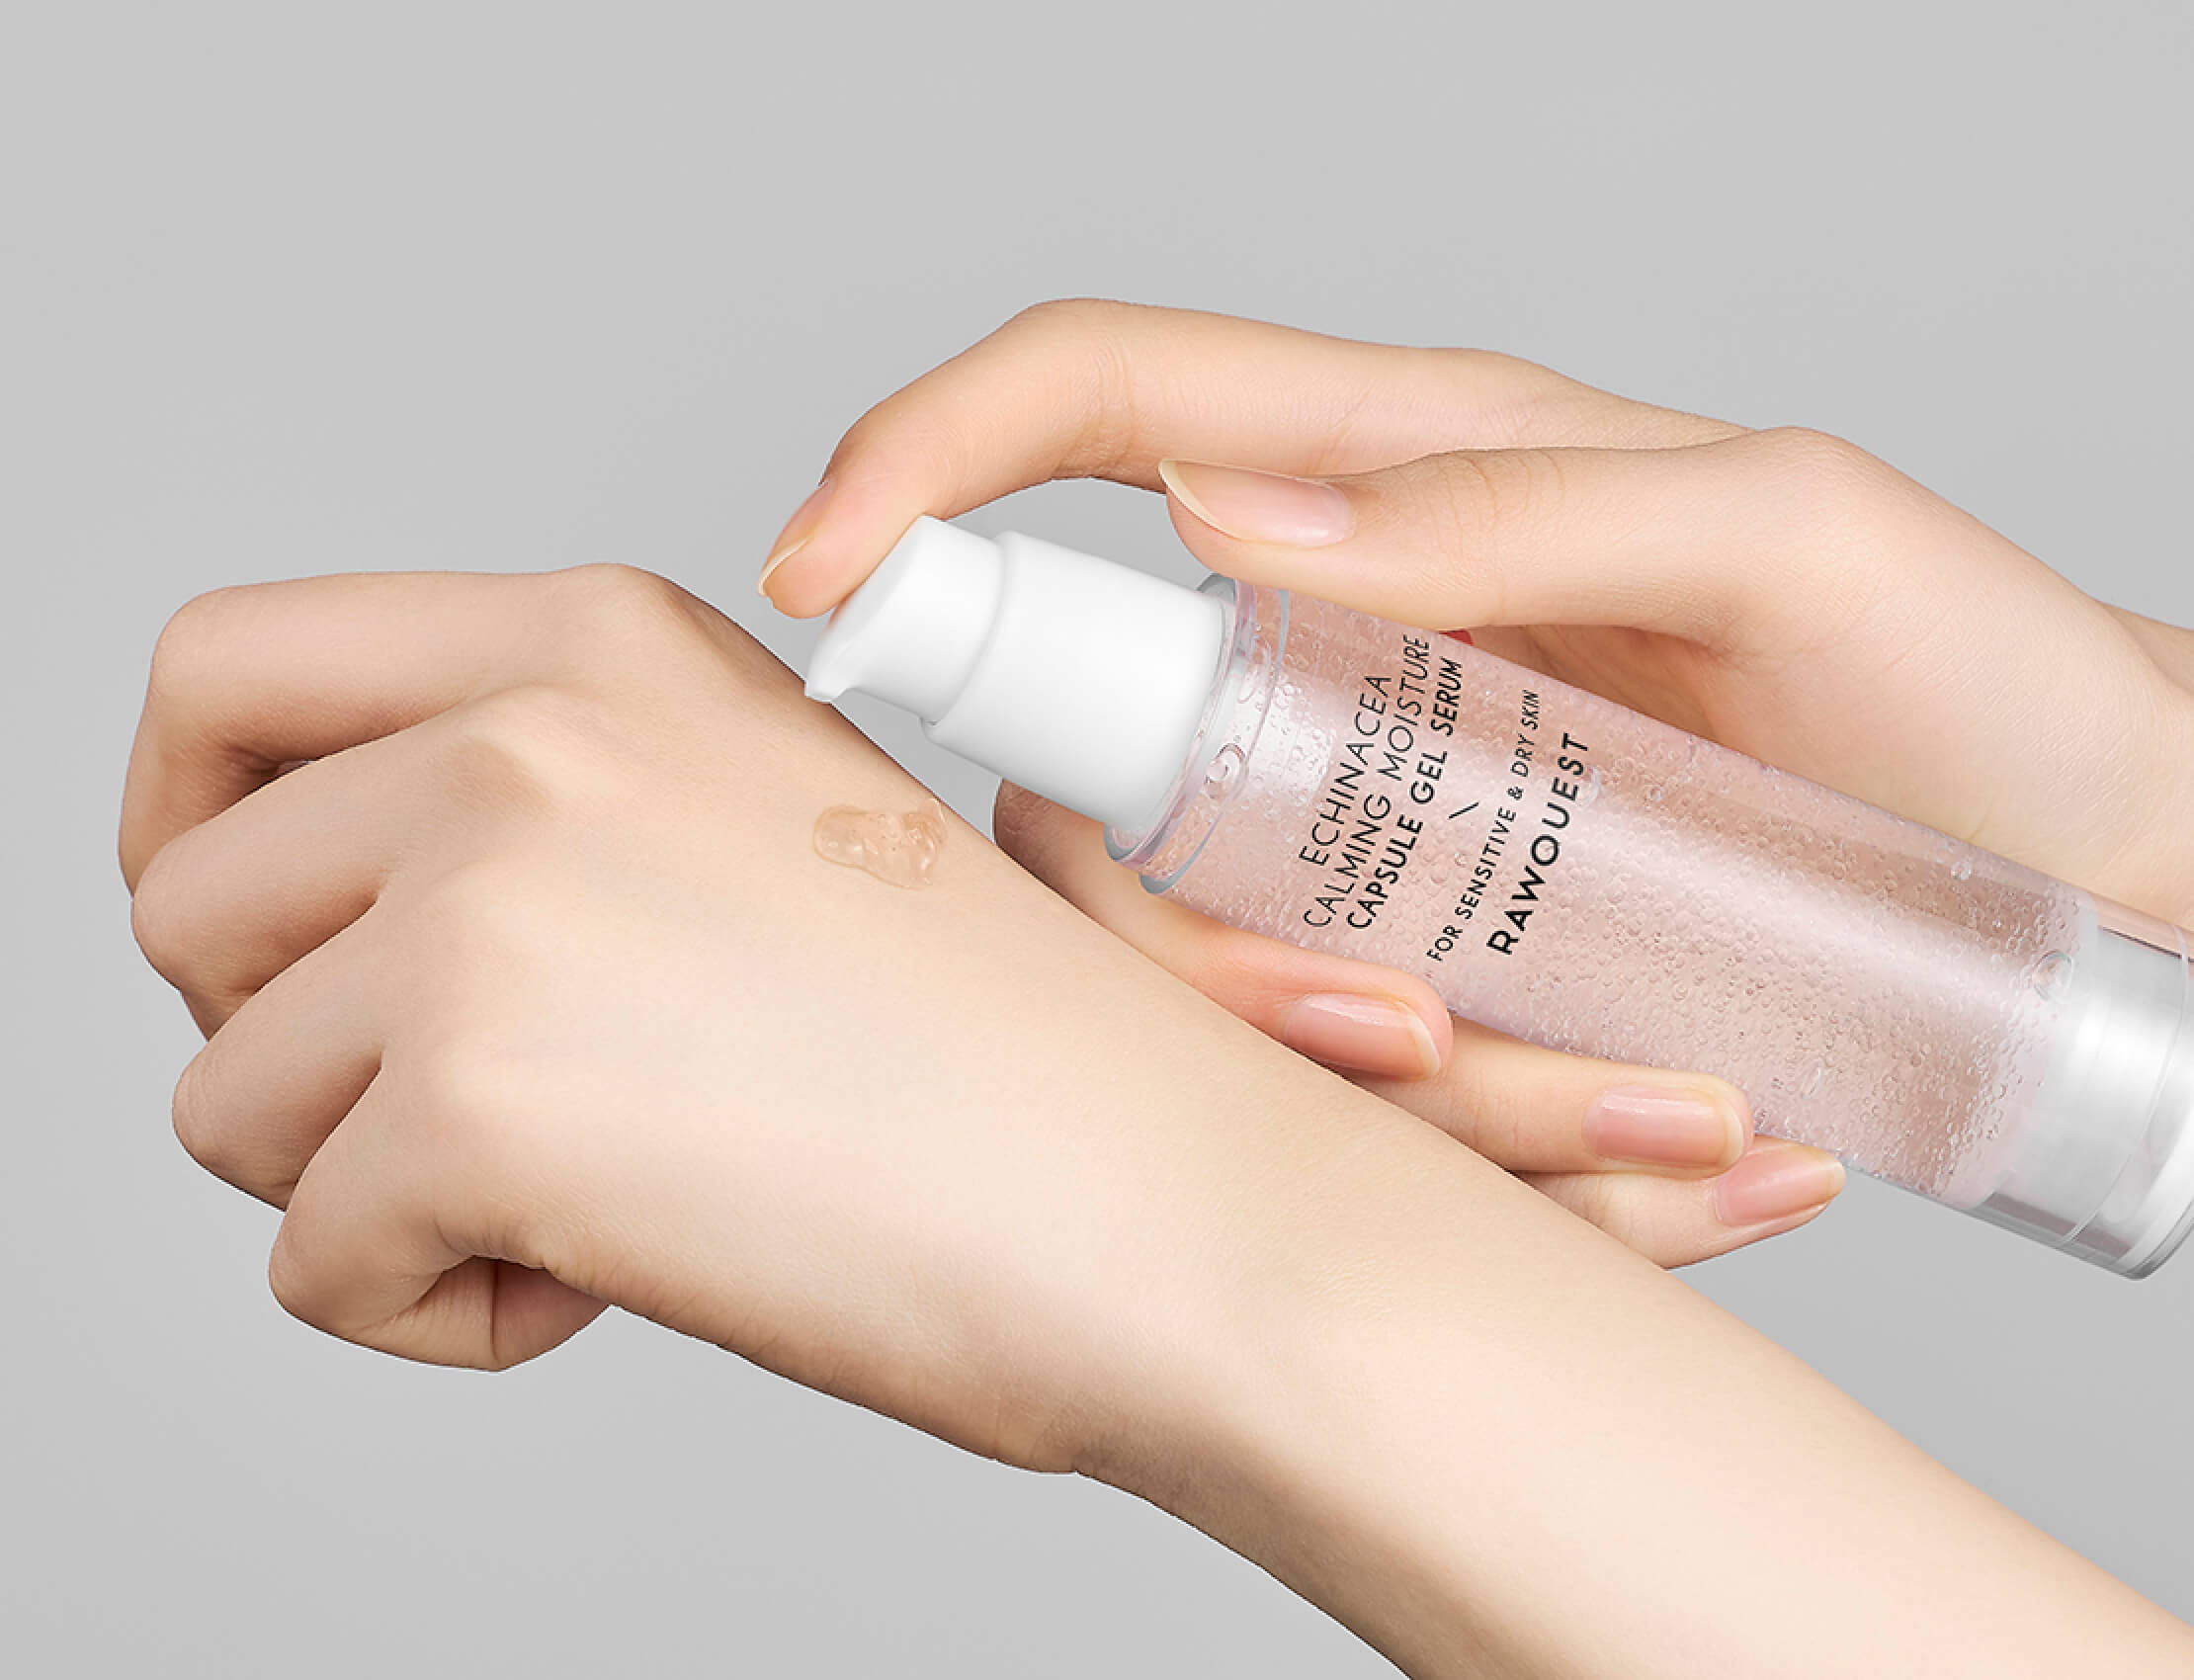 ECHINACEA
CALMING MOISTURE
CAPSULE GEL SERUM
FOR SENSITIVE & DRY SKIN
RAWQUEST